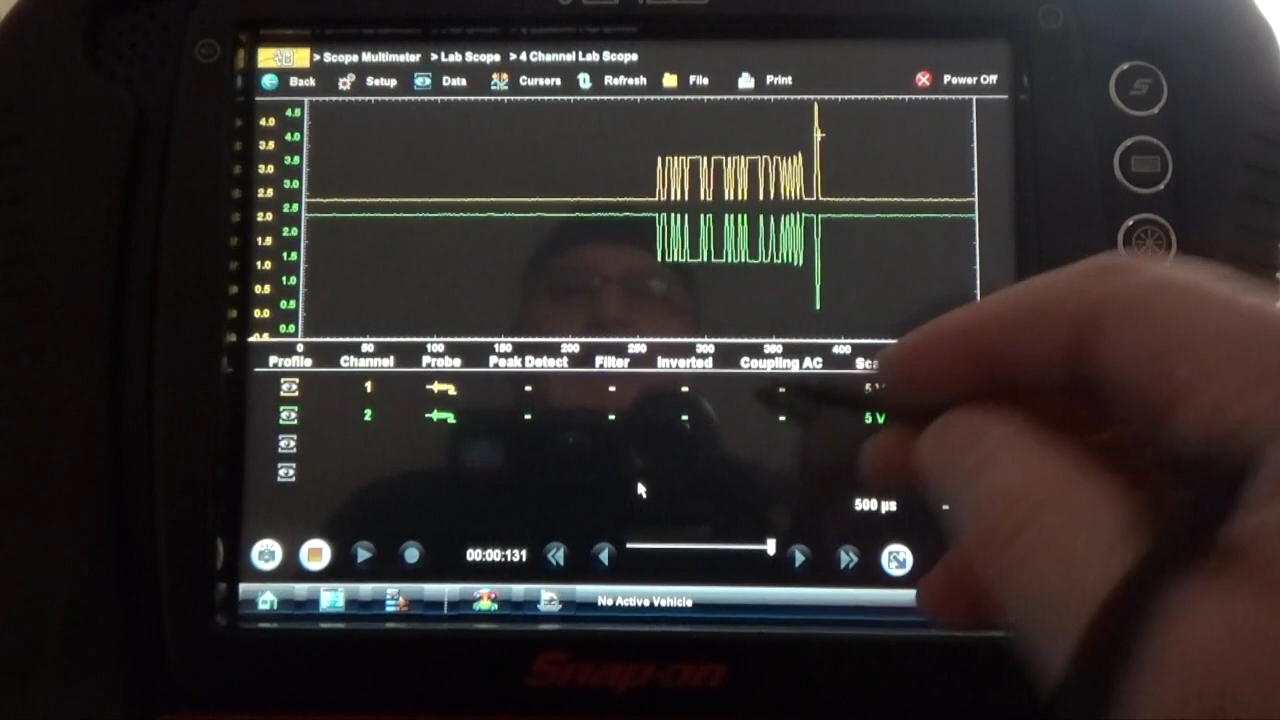 > Scope Multimeter > Lab Scope > 4 Channel Lab Scope
Back Setup Data Cursors Refresh File Print Power Off
4.5
4.0 4.0
3.5 3.5
3.0 3.0
2.5 2.5
2.0 2.0
1.5 1.5
1.0 1.0
0.5 0.5
0.0 0.0
-0.5
0 50 100 150 200 250 300 350 400
Profile Channel Probe Peak Detect Filter Inverted Coupling AC
1 - - - - 5 V
2 - - - - 5 V
500 µs -
00:00:131
No Active Vehicle
Snap-on